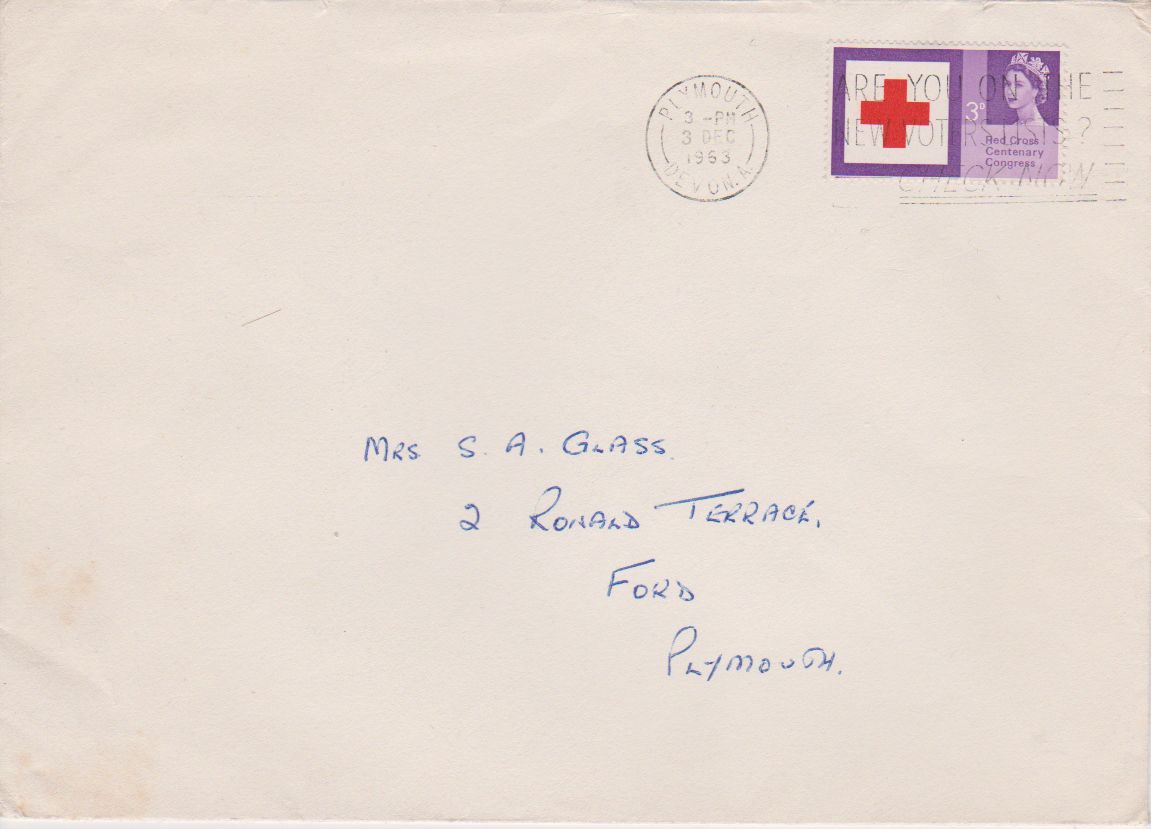 PLYMOUTH
3 - PM
3 DEC
1963
DEVON. A
ARE YOU ON THE
NEW VOTERS LISTS?
CHECK NOW
3D
Red Cross
Centenary
Congress
MRS S. A. GLASS.
2 RONALD TERRACE,
FORD
PLYMOUTH.